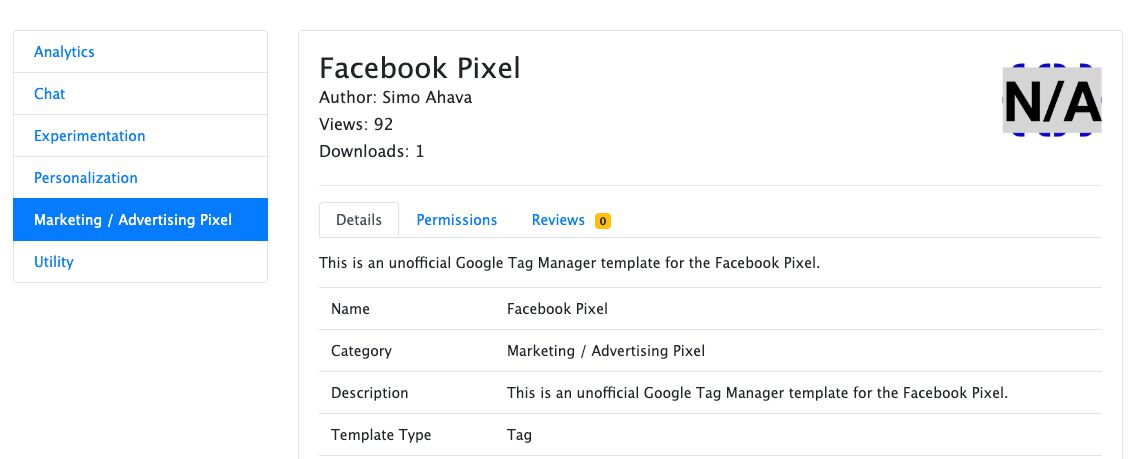 Analytics
Chat
Experimentation
Personalization
Marketing / Advertising Pixel
Utility
Facebook Pixel
Author: Simo Ahava
Views: 92
Downloads: 1
N/A
Details Permissions Reviews 0
This is an unofficial Google Tag Manager template for the Facebook Pixel.
Name Facebook Pixel
Category Marketing / Advertising Pixel
Description This is an unofficial Google Tag Manager template for the Facebook Pixel.
Template Type Tag